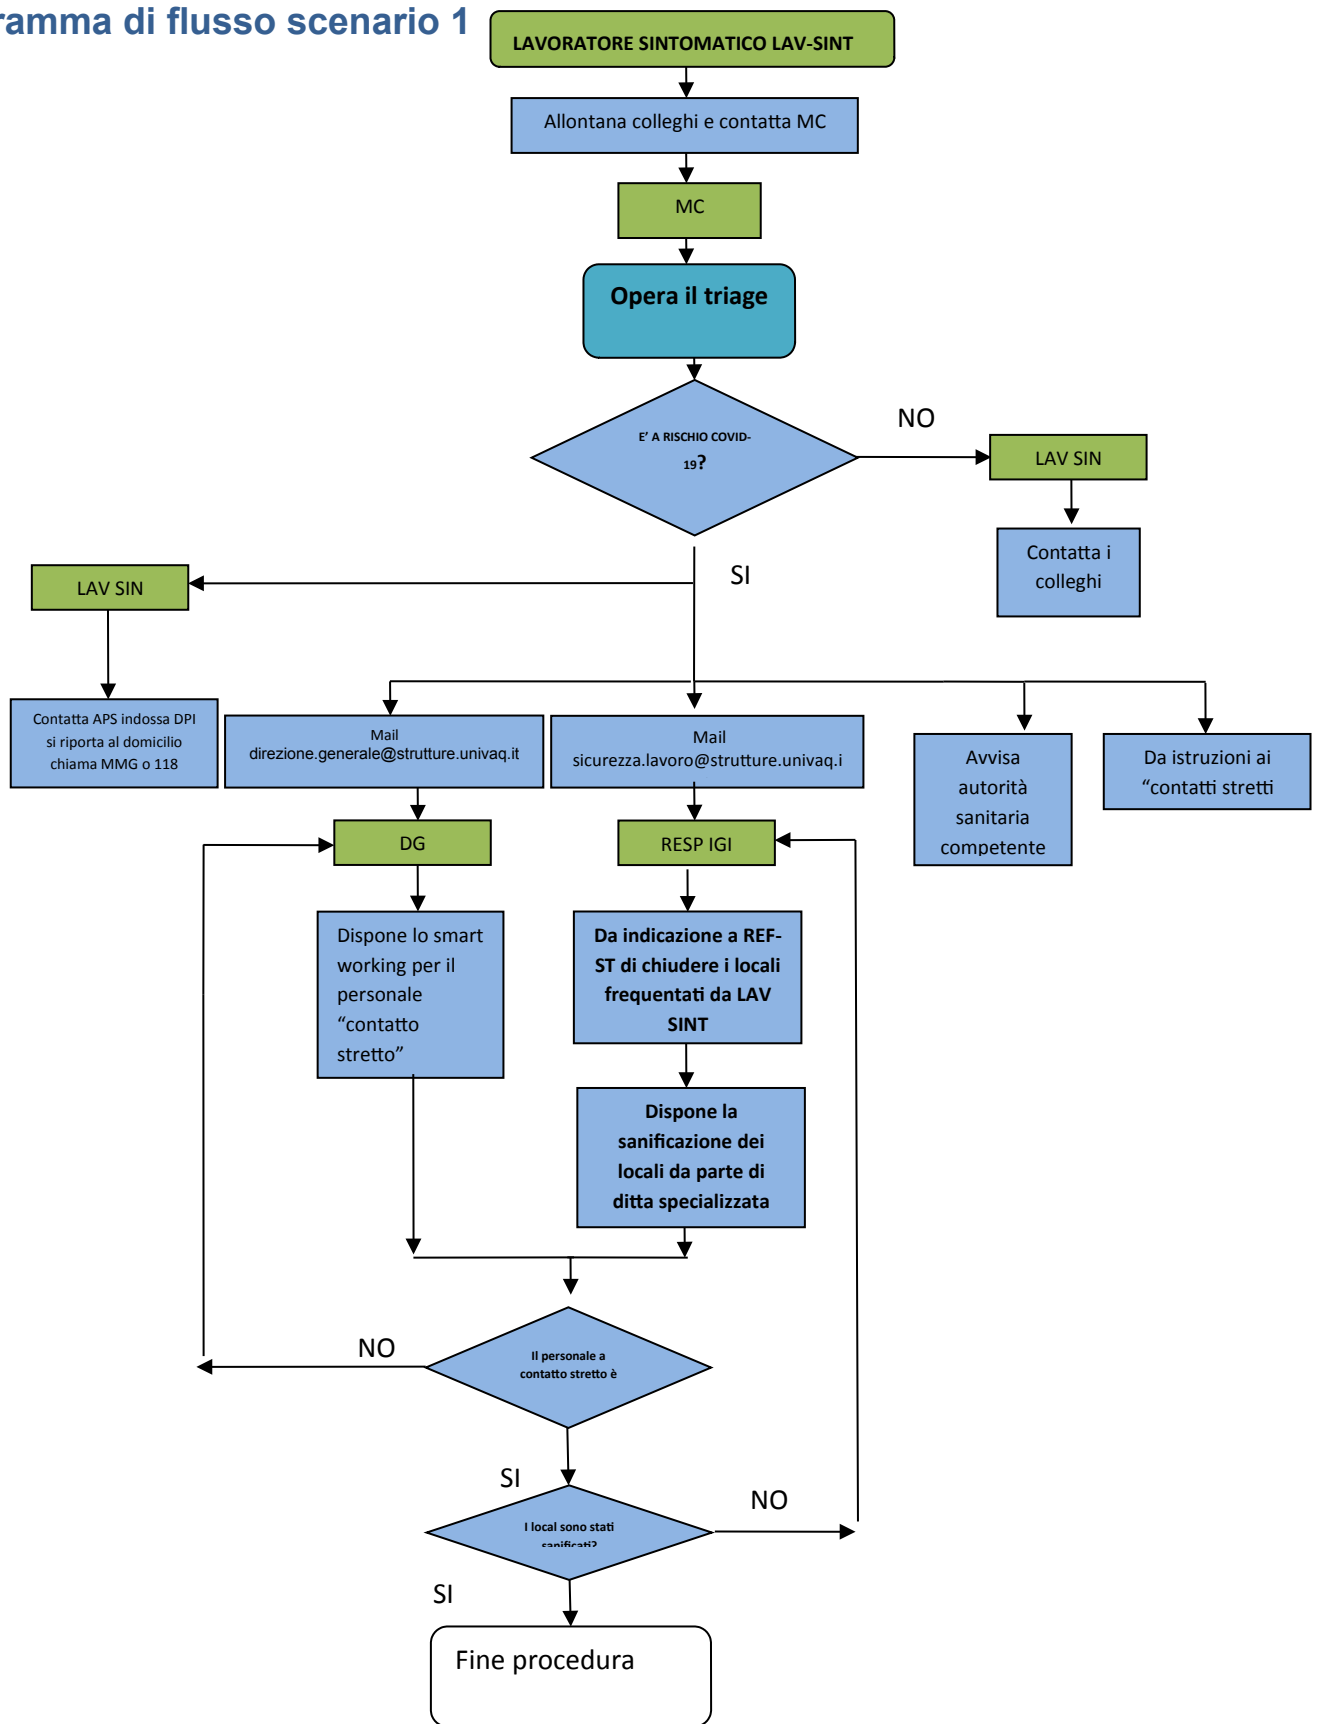 ramma di flusso scenario 1
LAVORATORE SINTOMATICO LAV-SINT
Allontana colleghi e contatta MC
MC
Opera il triage
E' A RISCHIO COVID-
19?
NO
LAV SIN
Contatta i
colleghi
SI
LAV SIN
Contatta APS indossa DPI
si riporta al domicilio
chiama MMG o 118
Mail
direzione.generale@strutture.univaq.it
Mail
sicurezza.lavoro@strutture.univaq.i
Avvisa
autorità
sanitaria
competente
Da istruzioni ai
“contatti stretti
DG
RESP IGI
Dispone lo smart
working per il
personale
“contatto
stretto”
Da indicazione a REF-
ST di chiudere i locali
frequentati da LAV
SINT
Dispone la
sanificazione dei
locali da parte di
ditta specializzata
NO
Il personale a
contatto stretto è
SI
NO
I local sono stati
sanificati?
SI
Fine procedura